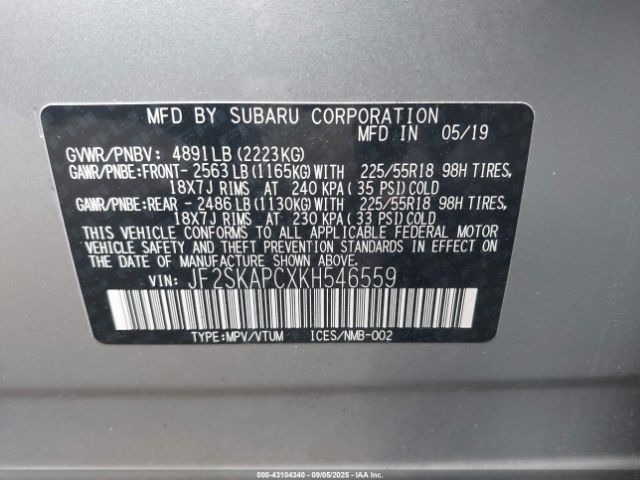 MFD BY SUBARU CORPORATION
MFD IN 05/19
GVWR/PNBV: 4891LB(2223KG)
GAWR/PNBE:FRONT- 2563LB(1165KG)WITH 225/55R18 98H TIRES,
18X7J RIMS AT 240 KPA( 35 PSI)COLD
GAWR/PNBE:REAR - 2486LB(1130KG)WITH 225/55R18 98H TIRES,
18X7J RIMS AT 230 KPA( 33 PSI)COLD
THIS VEHICLE CONFORMS TO ALL APPLICABLE FEDERAL MOTOR
VEHICLE SAFETY AND THEFT PREVENTION STANDARDS IN EFFECT
ON THE DATE OF MANUFACTURE SHOWN ABOVE.
VIN: JF2SKAPCXKH546559
TYPE:MPV/VTUM ICES/NMB-002
000-43104340 - 09/05/2025 - IAA Inc.